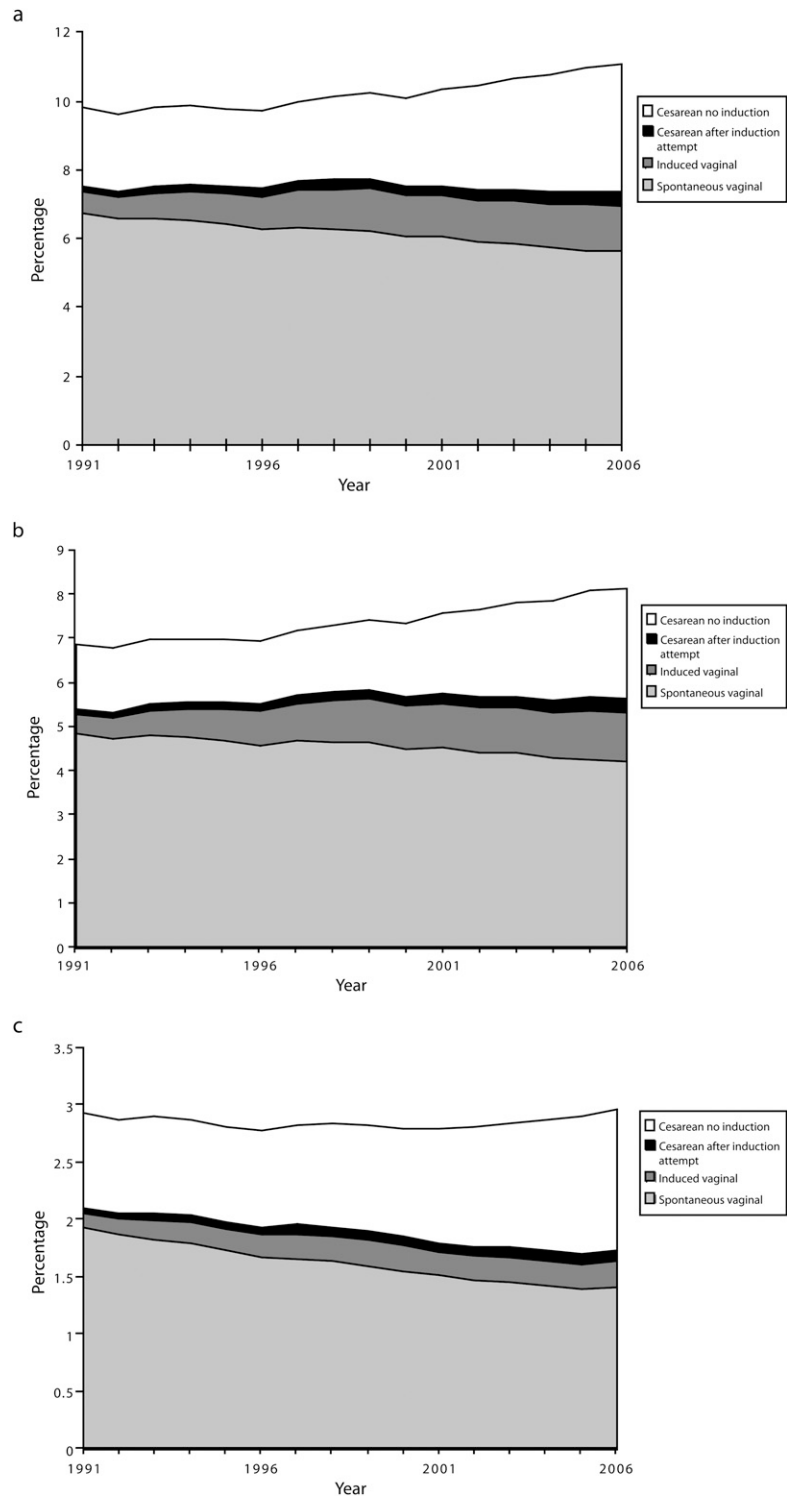 a
12
10
8
6
4
2
0
Percentage
1991
1996
2001
2006
Year
Cesarean no induction
Cesarean after induction
attempt
Induced vaginal
Spontaneous vaginal
b
9
8
7
6
5
4
3
2
1
0
Percentage
1991
1996
2001
2006
Year
Cesarean no induction
Cesarean after induction
attempt
Induced vaginal
Spontaneous vaginal
c
3.5
3
2.5
2
1.5
1
0.5
0
Percentage
1991
1996
2001
2006
Year
Cesarean no induction
Cesarean after induction
attempt
Induced vaginal
Spontaneous vaginal